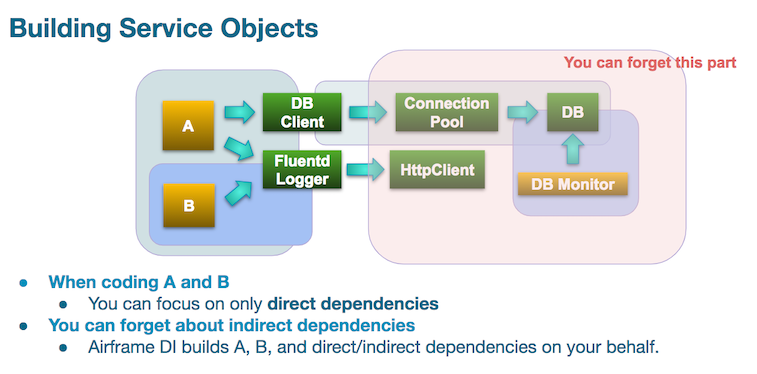 Building Service Objects
You can forget this part
A
DB
Client
Connection
Pool
DB
Fluentd
Logger
HttpClient
B
DB Monitor
● When coding A and B
● You can focus on only direct dependencies
● You can forget about indirect dependencies
● Airframe DI builds A, B, and direct/indirect dependencies on your behalf.